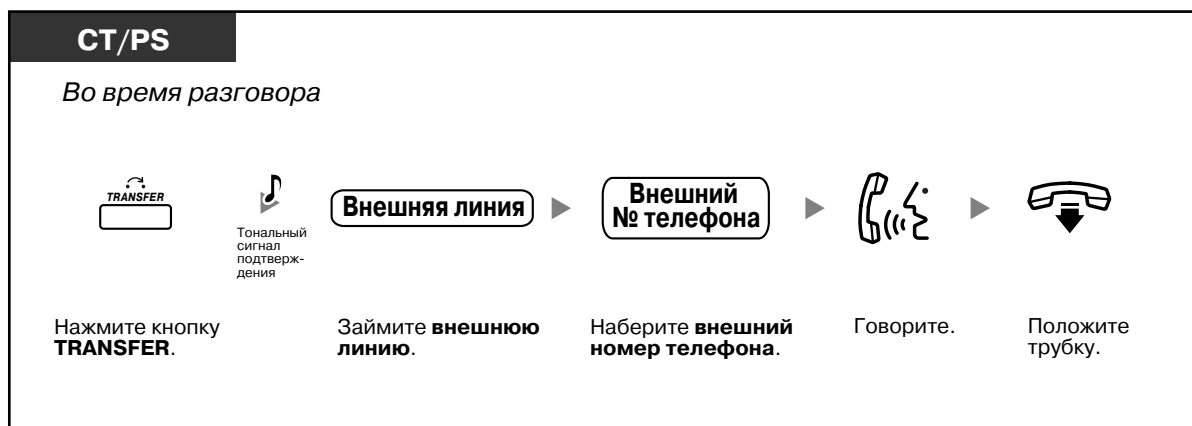 CT/PS
Во время разговора
TRANSFER
Тональный
сигнал
подтверж-
дения
Внешняя линия
Внешний
№ телефона
Нажмите кнопку
TRANSFER.
Займите внешнюю
линию.
Наберите внешний
номер телефона.
Говорите.
Положите
трубку.